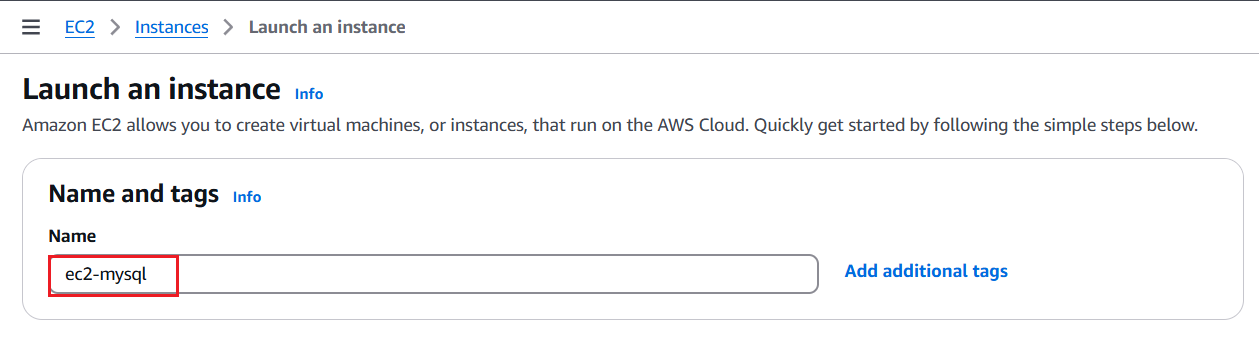 EC2 > Instances > Launch an instance
Launch an instance Info
Amazon EC2 allows you to create virtual machines, or instances, that run on the AWS Cloud. Quickly get started by following the simple steps below.
Name and tags Info
Name
ec2-mysql Add additional tags